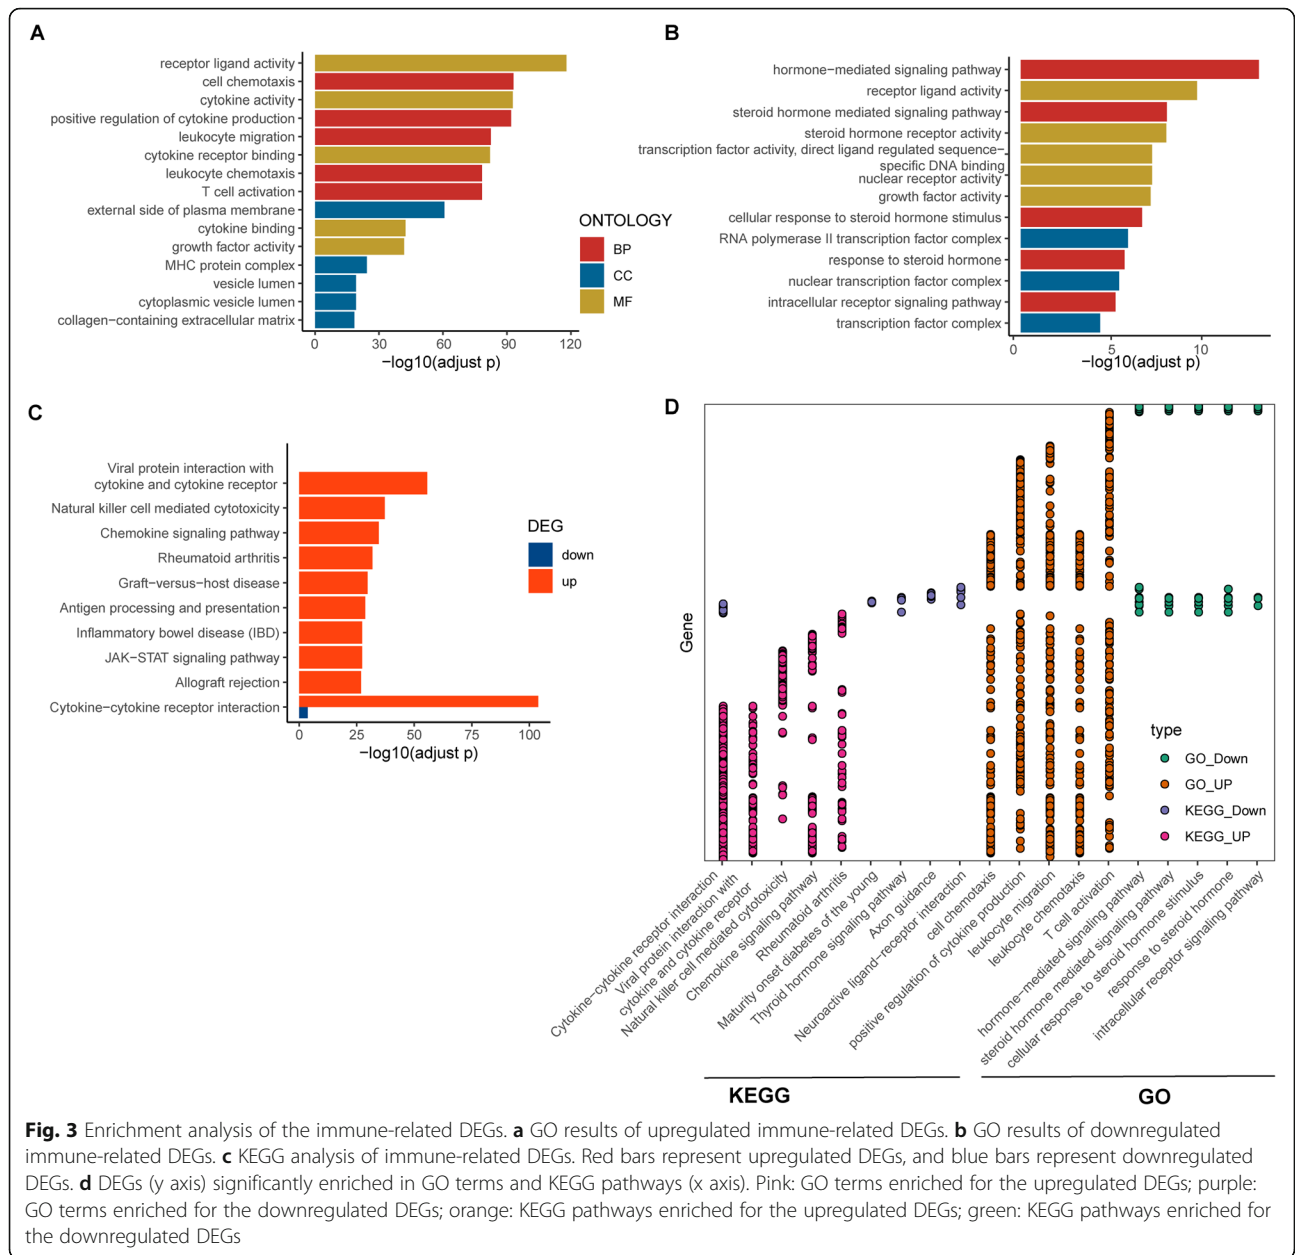 A
receptor ligand activity
cell chemotaxis
cytokine activity
positive regulation of cytokine production
leukocyte migration
cytokine receptor binding
leukocyte chemotaxis
T cell activation
external side of plasma membrane
cytokine binding
growth factor activity
MHC protein complex
vesicle lumen
cytoplasmic vesicle lumen
collagen−containing extracellular matrix
0 30 60 90 120
−log10(adjust p)
ONTOLOGY
BP
CC
MF
B
hormone−mediated signaling pathway
receptor ligand activity
steroid hormone mediated signaling pathway
steroid hormone receptor activity
transcription factor activity, direct ligand regulated sequence−
specific DNA binding
nuclear receptor activity
growth factor activity
cellular response to steroid hormone stimulus
RNA polymerase II transcription factor complex
response to steroid hormone
nuclear transcription factor complex
intracellular receptor signaling pathway
transcription factor complex
0 5 10
−log10(adjust p)
C
Viral protein interaction with
cytokine and cytokine receptor
Natural killer cell mediated cytotoxicity
Chemokine signaling pathway
Rheumatoid arthritis
Graft−versus−host disease
Antigen processing and presentation
Inflammatory bowel disease (IBD)
JAK−STAT signaling pathway
Allograft rejection
Cytokine−cytokine receptor interaction
0 25 50 75 100
−log10(adjust p)
DEG
down
up
D
Gene
type
GO_Down
GO_UP
KEGG_Down
KEGG_UP
Cytokine−cytokine receptor interaction
Viral protein interaction with
cytokine and cytokine receptor
Natural killer cell mediated cytotoxicity
Chemokine signaling pathway
Rheumatoid arthritis
Maturity onset diabetes of the young
Thyroid hormone signaling pathway
Axon guidance
Neuroactive ligand−receptor interaction
cell chemotaxis
positive regulation of cytokine production
leukocyte migration
leukocyte chemotaxis
T cell activation
hormone−mediated signaling pathway
steroid hormone mediated signaling pathway
cellular response to steroid hormone stimulus
response to steroid hormone
intracellular receptor signaling pathway
KEGG
GO
Fig. 3 Enrichment analysis of the immune-related DEGs. a GO results of upregulated immune-related DEGs. b GO results of downregulated
immune-related DEGs. c KEGG analysis of immune-related DEGs. Red bars represent upregulated DEGs, and blue bars represent downregulated
DEGs. d DEGs (y axis) significantly enriched in GO terms and KEGG pathways (x axis). Pink: GO terms enriched for the upregulated DEGs; purple:
GO terms enriched for the downregulated DEGs; orange: KEGG pathways enriched for the upregulated DEGs; green: KEGG pathways enriched for
the downregulated DEGs